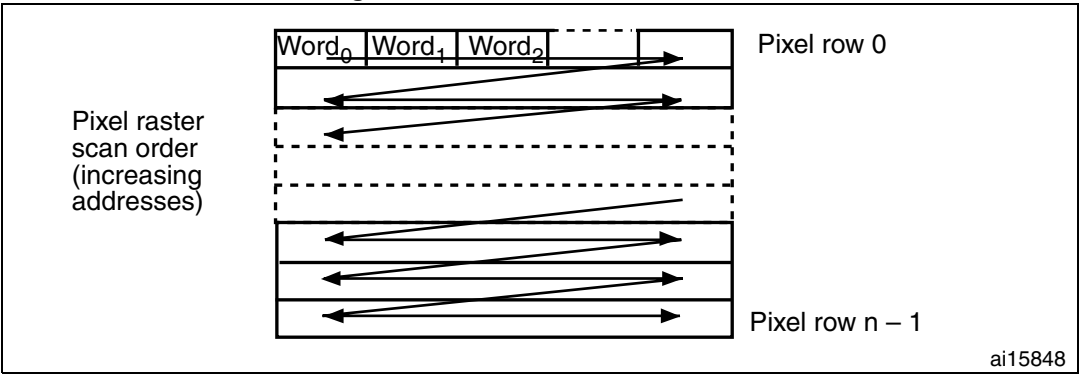 Word0 Word1 Word2
Pixel row 0
Pixel raster
scan order
(increasing
addresses)
Pixel row n – 1
ai15848